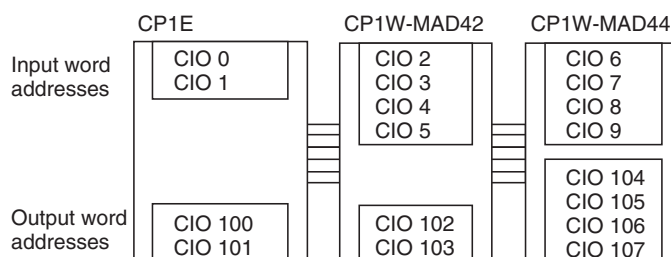 CP1E
CP1W-MAD42
CP1W-MAD44
Input word
addresses
CIO 0
CIO 1
CIO 2
CIO 3
CIO 4
CIO 5
CIO 6
CIO 7
CIO 8
CIO 9
Output word
addresses
CIO 100
CIO 101
CIO 102
CIO 103
CIO 104
CIO 105
CIO 106
CIO 107